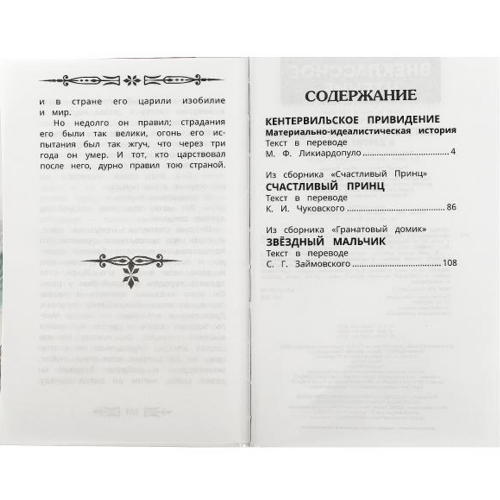 и в стране его царили изобилие
и мир.
Но недолго он правил; страдания
его были так велики, огонь его ис-
пытания был так жгуч, что через три
года он умер. И тот, кто царствовал
после него, дурно правил тою страной.
ВНЕКЛАССНОЕ
СОДЕРЖАНИЕ
КЕНТЕРВИЛЬСКОЕ ПРИВИДЕНИЕ
Материально-идеалистическая история
Текст в переводе
М. Ф. Ликиардопуло ........................ 4
Из сборника «Счастливый Принц»
СЧАСТЛИВЫЙ ПРИНЦ
Текст в переводе
К. И. Чуковского ............................ 86
Из сборника «Гранатовый домик»
ЗВЁЗДНЫЙ МАЛЬЧИК
Текст в переводе
С. Г. Займовского ......................... 108